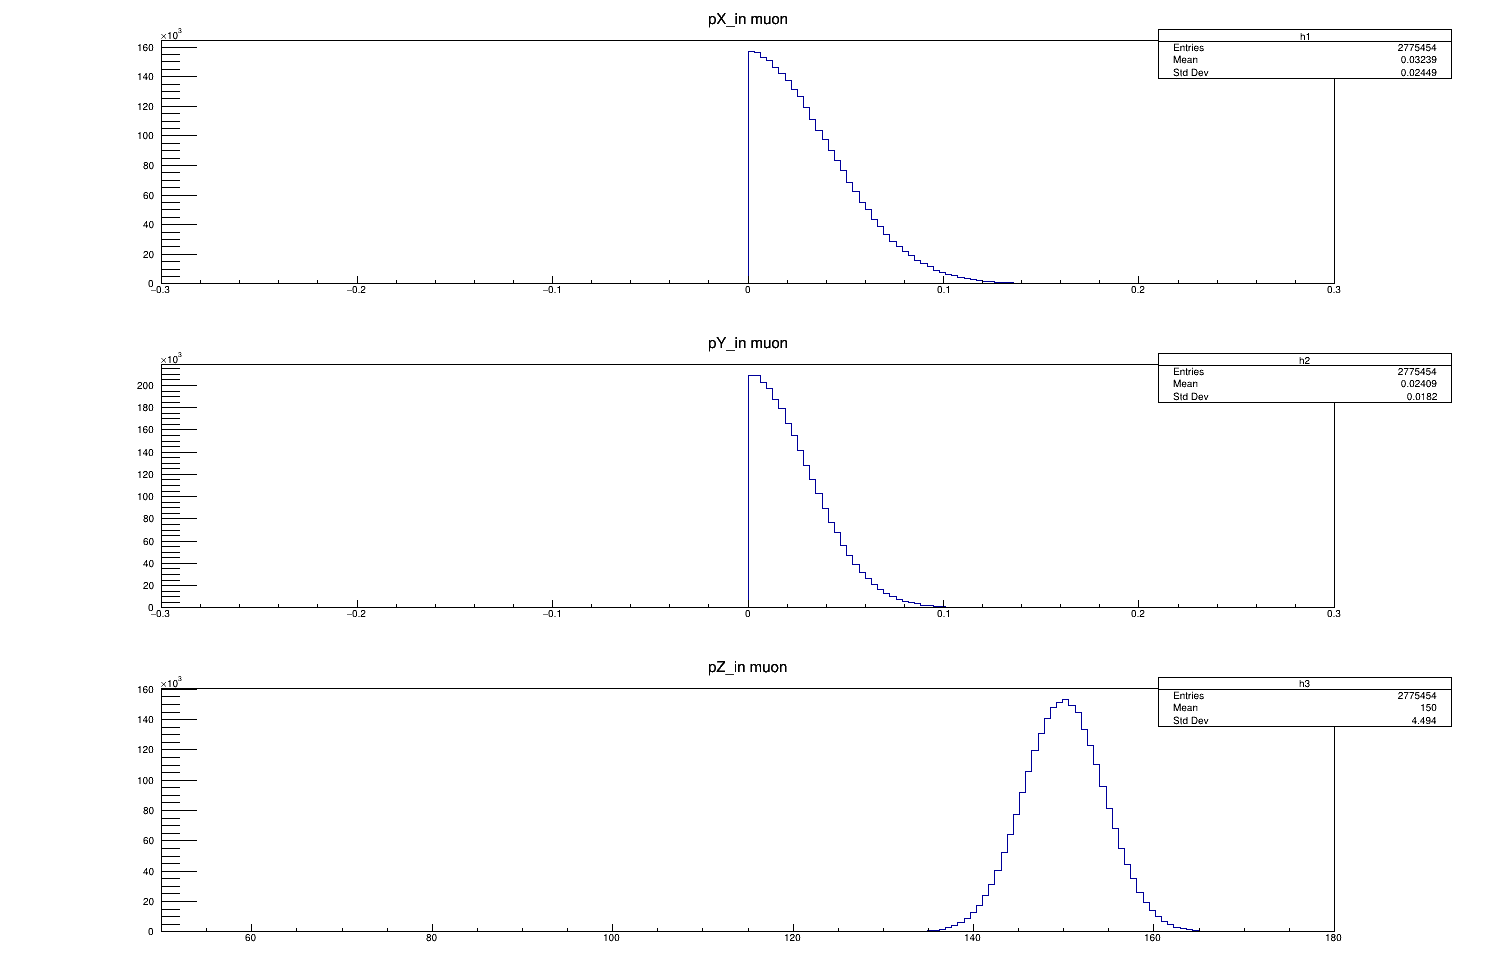 pX_in muon
×10³
h1
Entries 2775454
Mean 0.03239
Std Dev 0.02449
160
140
120
100
80
60
40
20
0
−0.3 −0.2 −0.1 0 0.1 0.2 0.3
pY_in muon
×10³
h2
Entries 2775454
Mean 0.02409
Std Dev 0.0182
200
180
160
140
120
100
80
60
40
20
0
−0.3 −0.2 −0.1 0 0.1 0.2 0.3
pZ_in muon
×10³
h3
Entries 2775454
Mean 150
Std Dev 4.494
160
140
120
100
80
60
40
20
0
60 80 100 120 140 160 180